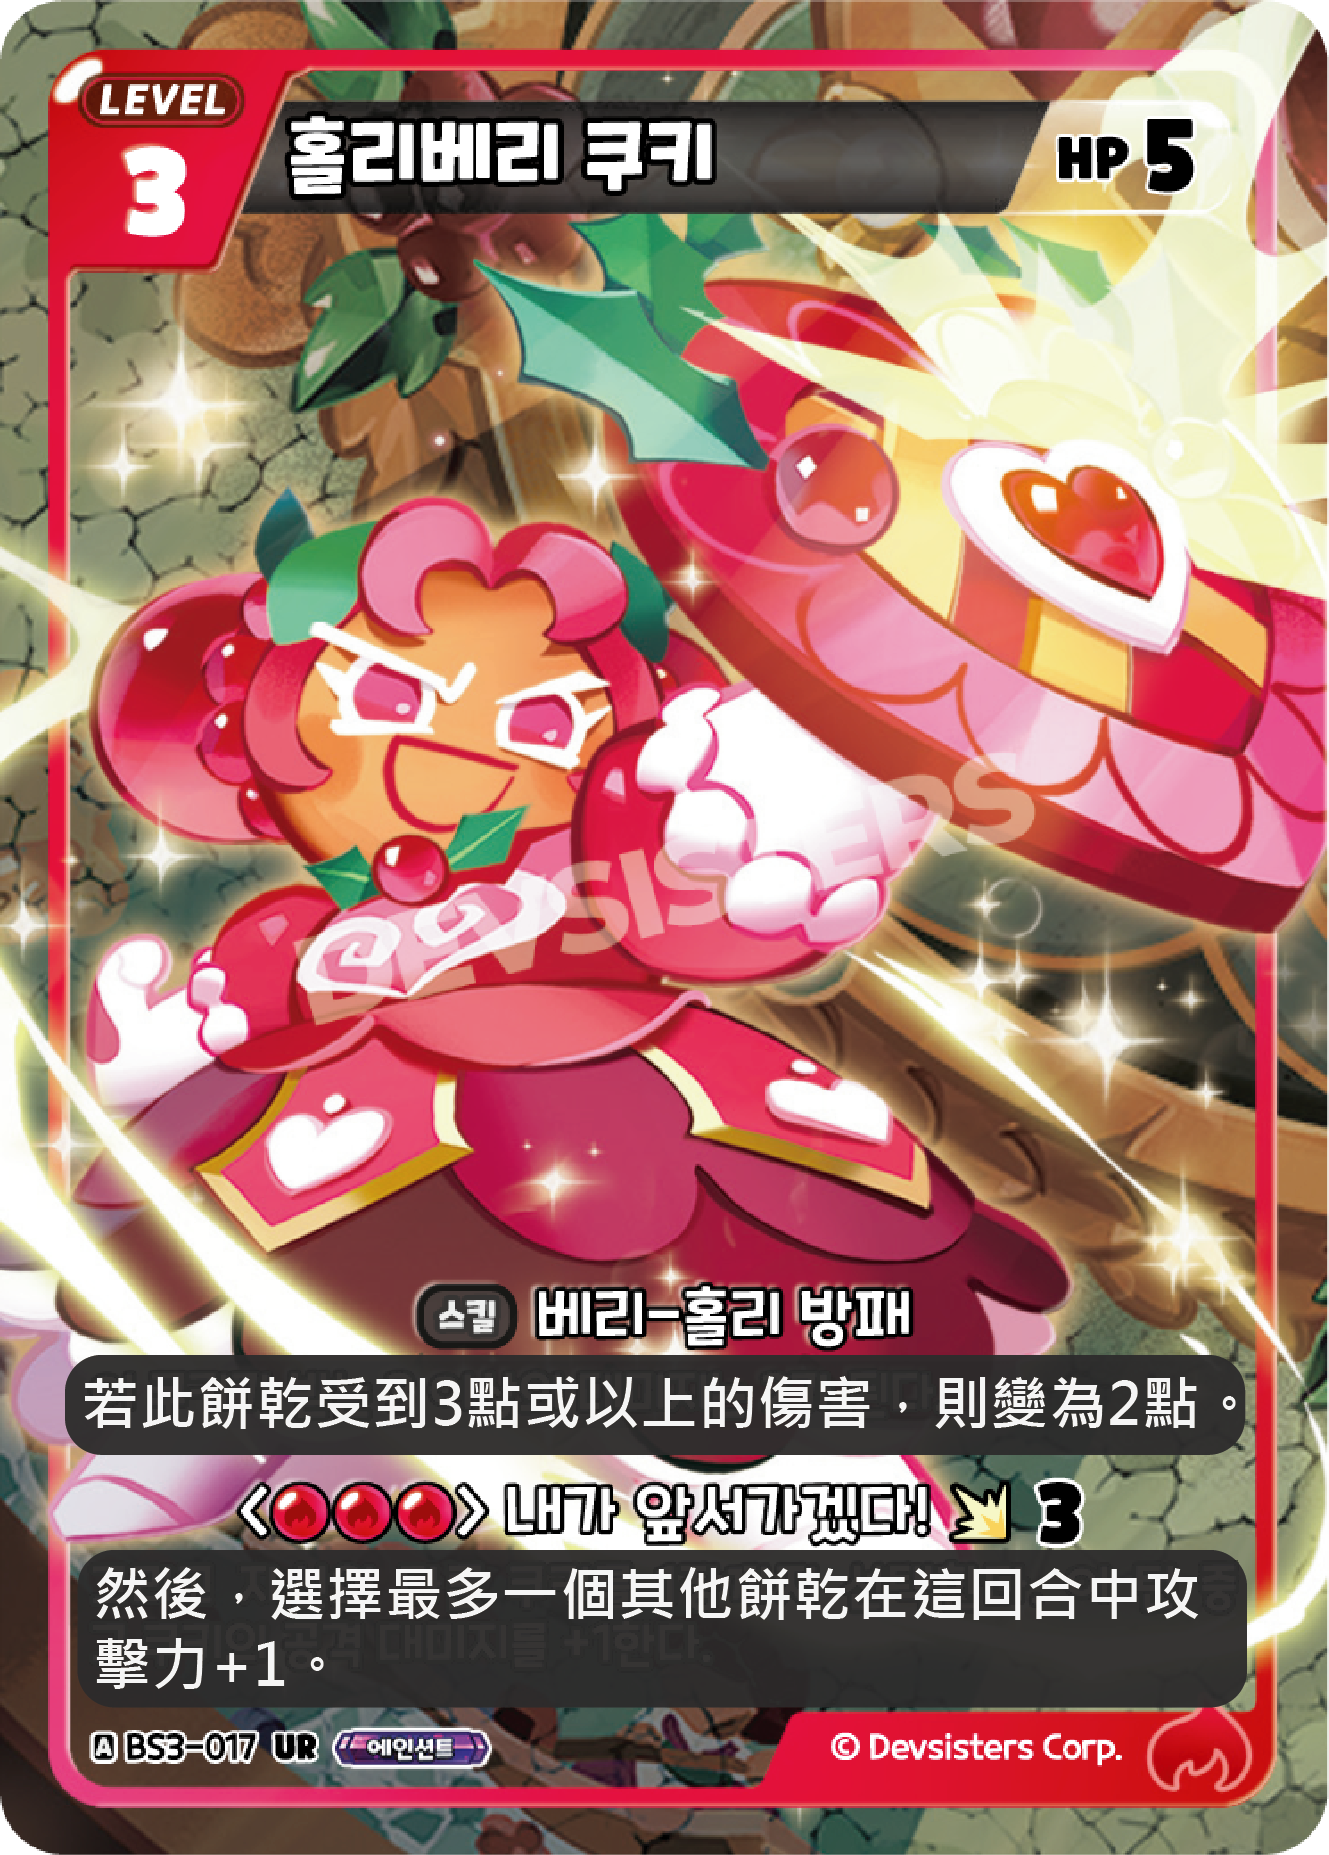 LEVEL
3
홀리베리 쿠키
HP 5
DEVSISTERS
스킬 베리-홀리 방패
若此餅乾受到3點或以上的傷害，則變為2點。
< > 내가 앞서가겠다! 3
然後，選擇最多一個其他餅乾在這回合中攻
擊力+1。
A BS3-017 UR 에인션트
© Devsisters Corp.